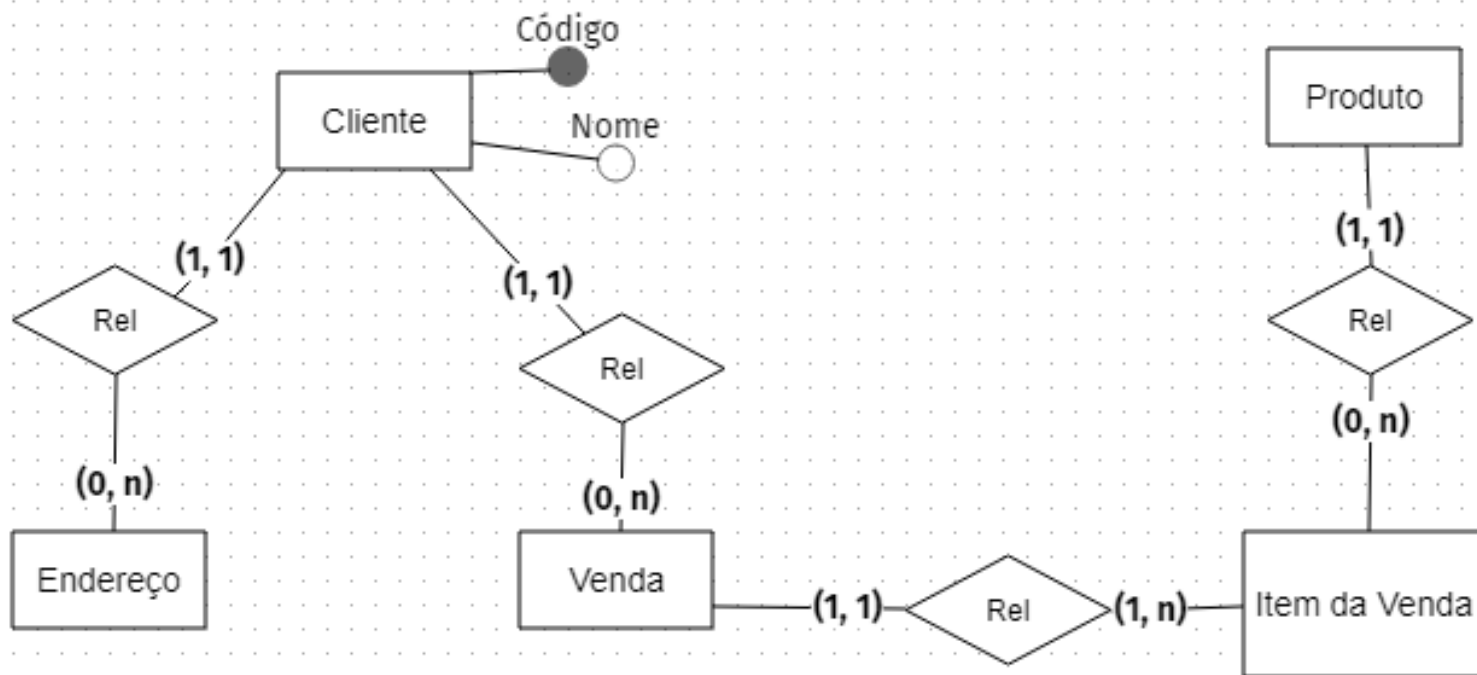 Código
Cliente
Nome
Produto
(1, 1)
(1, 1)
(1, 1)
Rel
Rel
Rel
(0, n)
(0, n)
(0, n)
Endereço
Venda
(1, 1)
Rel
(1, n)
Item da Venda